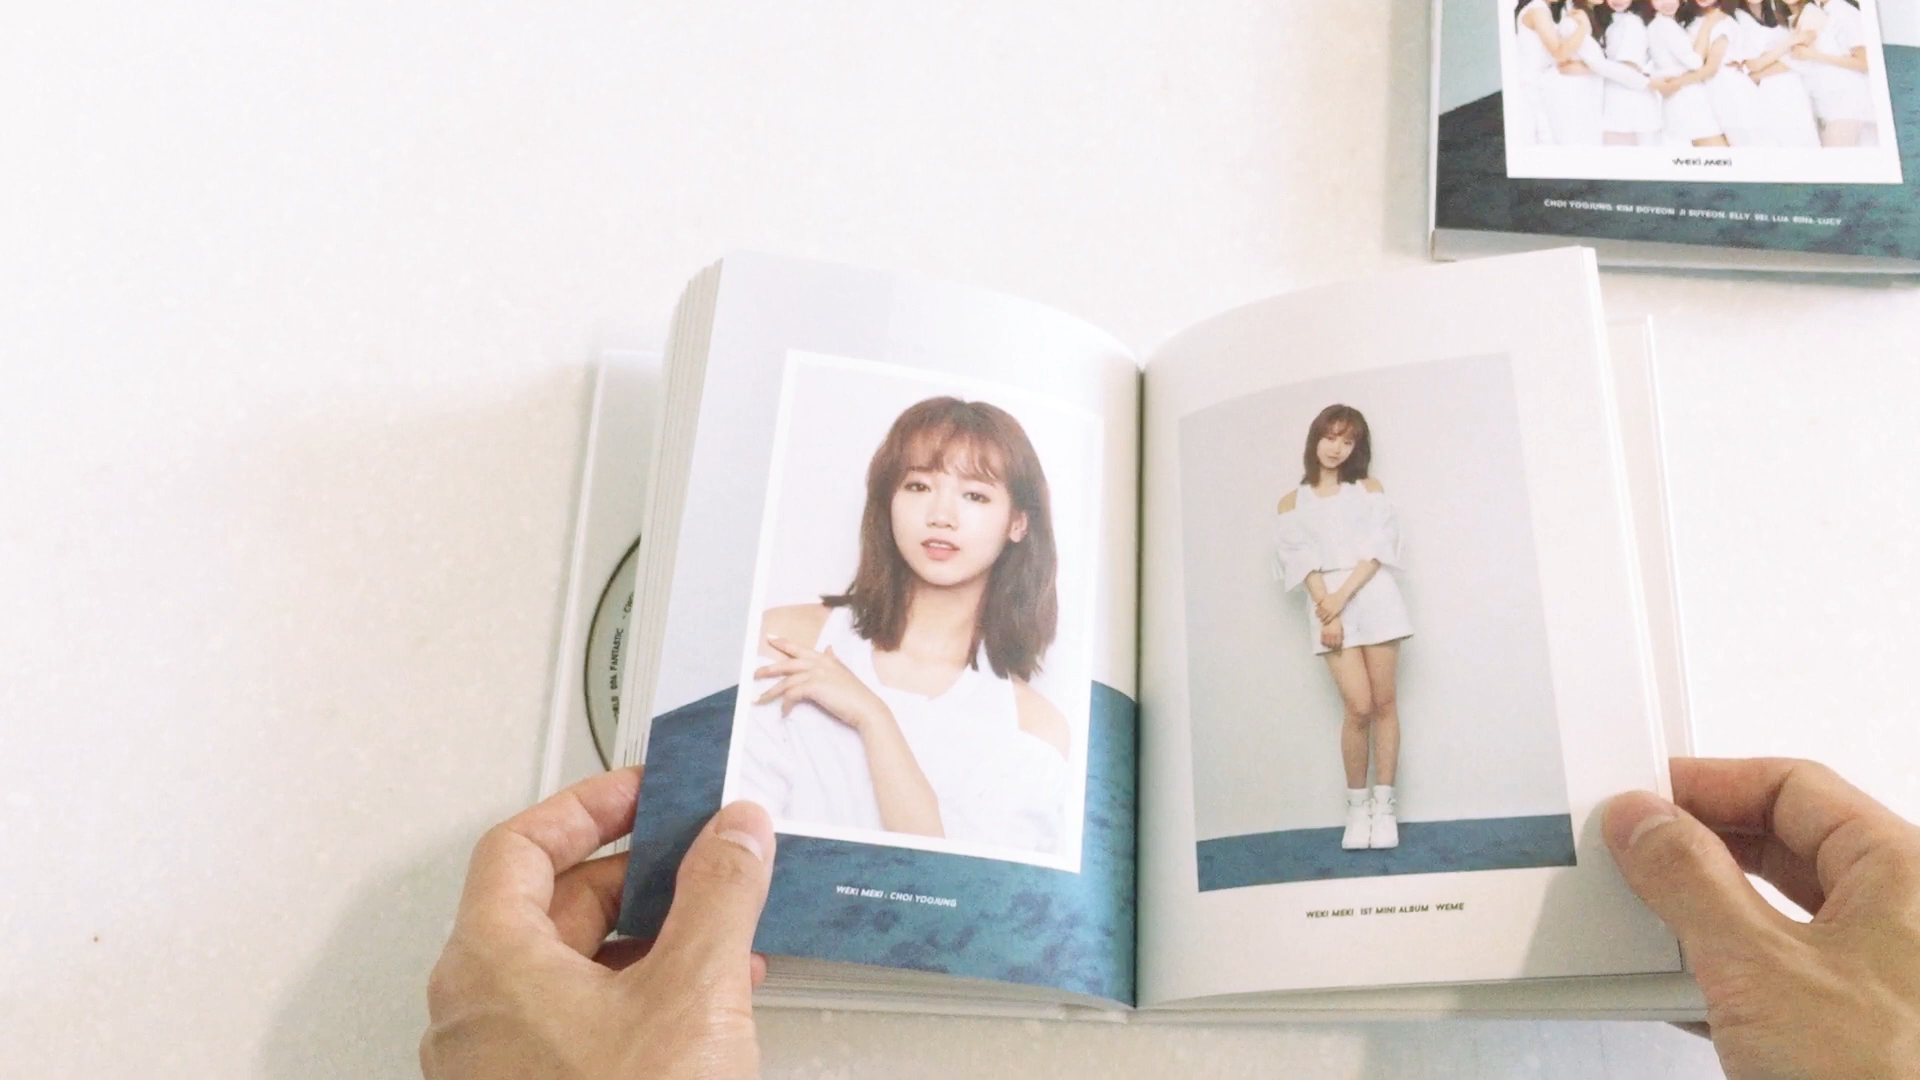 WEKI MEKI
CHOI YOOJUNG KIM DOYEON JI SUYEON ELLY SEI LUA RINA LUCY
FANTASTIC
WEKI MEKI : CHOI YOOJUNG
WEKI MEKI 1ST MINI ALBUM WEME